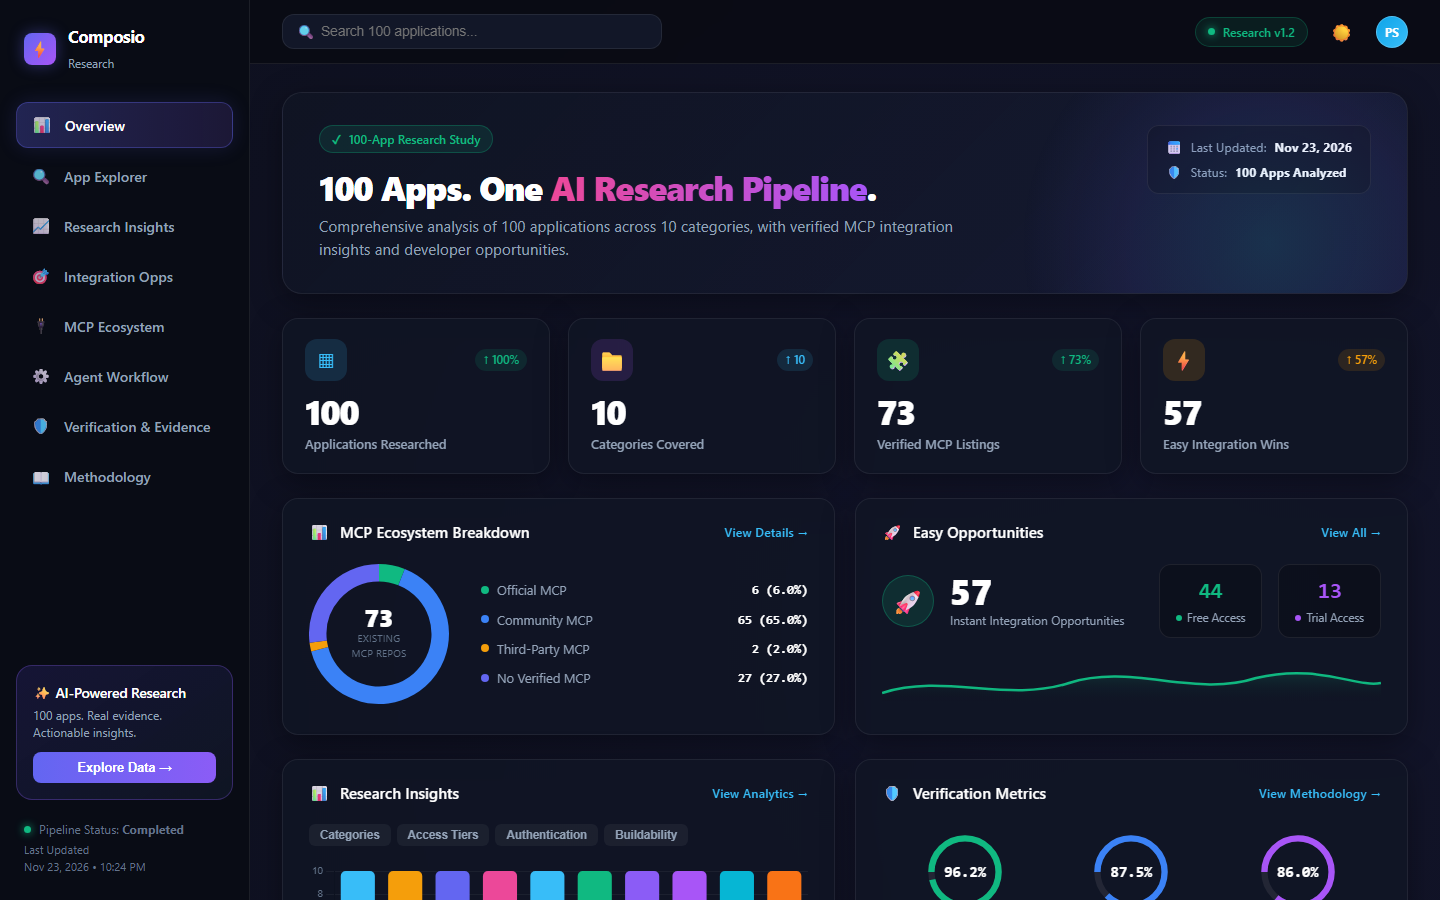 Composio
Research
Overview
App Explorer
Research Insights
Integration Opps
MCP Ecosystem
Agent Workflow
Verification & Evidence
Methodology
✨ AI-Powered Research
100 apps. Real evidence.
Actionable insights.
Explore Data →
Pipeline Status: Completed
Last Updated
Nov 23, 2026 • 10:24 PM
Search 100 applications...
Research v1.2
PS
✓ 100-App Research Study
100 Apps. One AI Research Pipeline.
Comprehensive analysis of 100 applications across 10 categories, with verified MCP integration
insights and developer opportunities.
Last Updated: Nov 23, 2026
Status: 100 Apps Analyzed
↑ 100%
100
Applications Researched
↑ 10
10
Categories Covered
↑ 73%
73
Verified MCP Listings
↑ 57%
57
Easy Integration Wins
MCP Ecosystem Breakdown
View Details →
73
EXISTING
MCP REPOS
Official MCP 6 (6.0%)
Community MCP 65 (65.0%)
Third-Party MCP 2 (2.0%)
No Verified MCP 27 (27.0%)
Easy Opportunities
View All →
57
Instant Integration Opportunities
44
Free Access
13
Trial Access
Research Insights
View Analytics →
Categories
Access Tiers
Authentication
Buildability
10
8
Verification Metrics
View Methodology →
96.2%
87.5%
86.0%